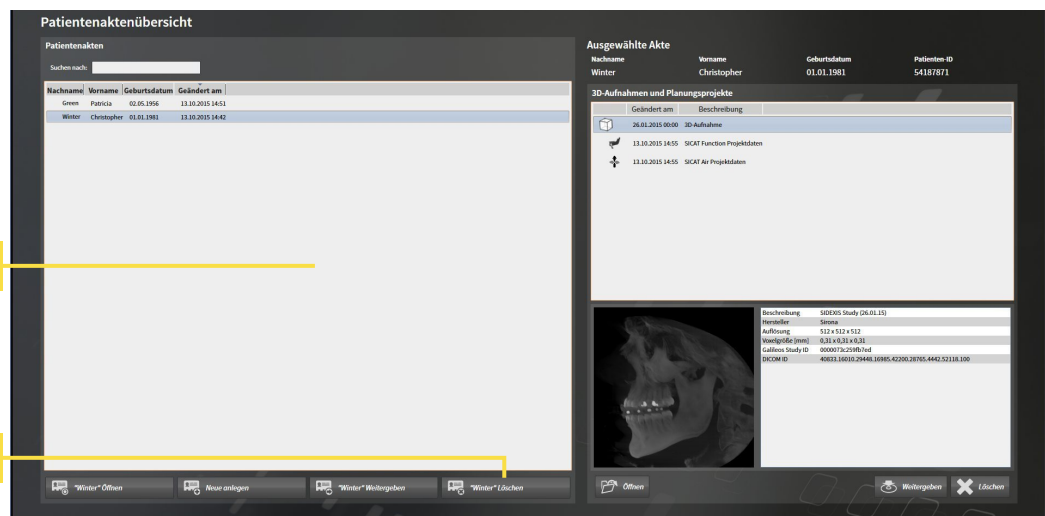 Patientenaktenübersicht
Patientenakten
Suchen nach:
Nachname Vorname Geburtsdatum Geändert am
Green Patricia 02.05.1956 13.10.2015 14:51
Winter Christopher 01.01.1981 13.10.2015 14:42
"Winter" Öffnen
Neue anlegen
"Winter" Weitergeben
"Winter" Löschen
Ausgewählte Akte
Nachname Vorname Geburtsdatum Patienten-ID
Winter Christopher 01.01.1981 54187871
3D-Aufnahmen und Planungsprojekte
Geändert am Beschreibung
26.01.2015 00:00 3D-Aufnahme
13.10.2015 14:55 SICAT Function Projektdaten
13.10.2015 14:55 SICAT Air Projektdaten
Beschreibung SIDEXIS Study (26.01.15)
Hersteller Sirona
Auflösung 512 x 512 x 512
Voxelgröße [mm] 0,31 x 0,31 x 0,31
Galileos Study ID 0000073c259fb7ed
DICOM ID 40833.16010.29448.16985.42200.28765.4442.52118.100
Öffnen
Weitergeben
Löschen